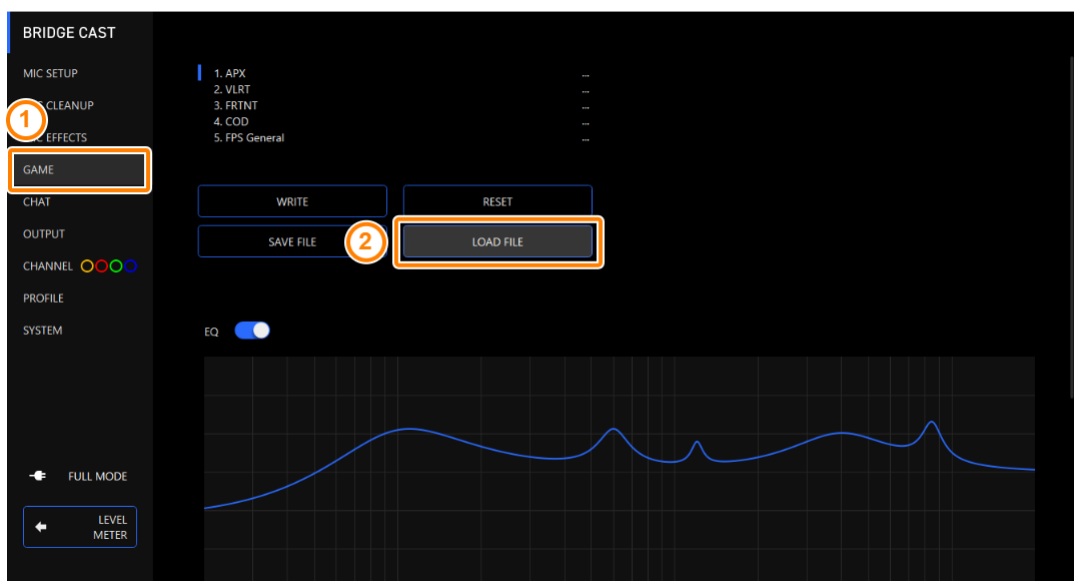 BRIDGE CAST
MIC SETUP
CLEANUP
EFFECTS
GAME
CHAT
OUTPUT
CHANNEL
PROFILE
SYSTEM
FULL MODE
LEVEL
METER
1
1. APX ...
2. VLRT ...
3. FRTNT ...
4. COD ...
5. FPS General ...
WRITE
RESET
SAVE FILE
2
LOAD FILE
EQ